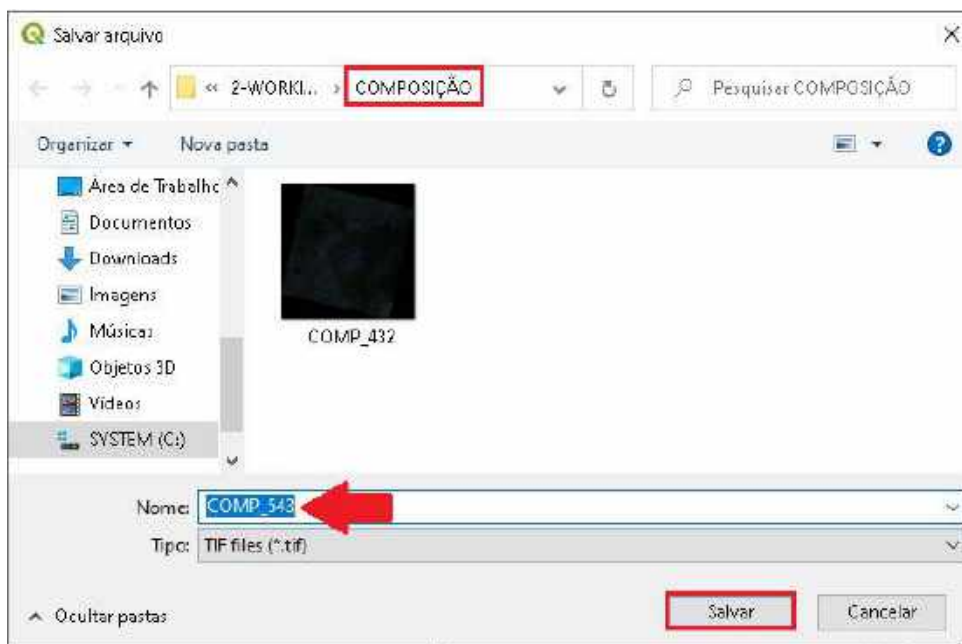 Salvar arquivo
« 2-WORKI... › COMPOSIÇÃO
Pesquisar COMPOSIÇÃO
Organizar
Nova pasta
Área de Trabalho
Documentos
Downloads
Imagens
Músicas
Objetos 3D
Vídeos
SYSTEM (C:)
COMP_432
Nome: COMP_543
Tipo: TIF files (*.tif)
Ocultar pastas
Salvar
Cancelar